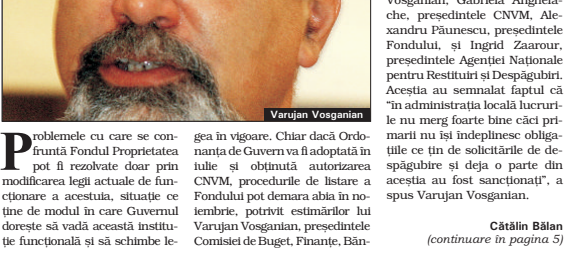 Varujan Vosganian
Problemele cu care se con-
fruntă Fondul Proprietatea
pot fi rezolvate doar prin
modificarea legii actuale de func-
ționare a acestuia, situație ce
ține de modul în care Guvernul
dorește să vadă această institu-
ție funcțională și să schimbe le-
gea în vigoare. Chiar dacă Ordo-
nanța de Guvern va fi adoptată în
iulie și obținută autorizarea
CNVM, procedurile de listare a
Fondului pot demara abia în no-
iembrie, potrivit estimărilor lui
Varujan Vosganian, președintele
Comisiei de Buget, Finanțe, Băn-
Vosganian, Gabriela Anghela-
che, președintele CNVM, Ale-
xandru Păunescu, președintele
Fondului, și Ingrid Zaarour,
președintele Agenției Naționale
pentru Restituiri și Despăgubiri.
Aceștia au semnalat faptul că
“în administrația locală lucruri-
le nu merg foarte bine căci pri-
marii nu își îndeplinesc obliga-
țiile ce țin de solicitările de de-
spăgubire și deja o parte din
aceștia au fost sancționați”, a
spus Varujan Vosganian.
Cătălin Bălan
(continuare în pagina 5)